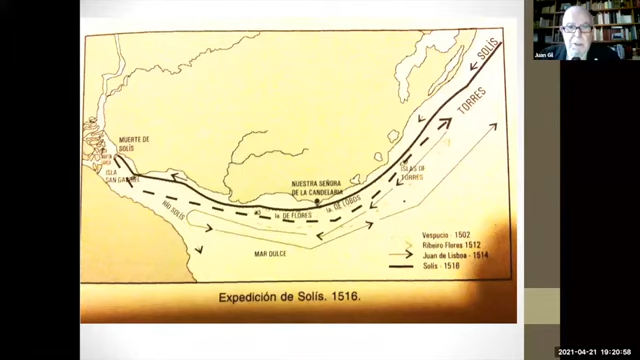 Juan Gil
SOLÍS
TORRES
MUERTE DE
SOLÍS
ISLA
SAN
NUESTRA SEÑORA
DE LA CANDELARIA
ISLAS DE
TORRES
RÍO SOLÍS
Ia. DE FLORES
Ia. DE LOBOS
MAR DULCE
Vespucio - 1502
Ribeiro Flores 1512
Juan de Lisboa - 1514
Solís - 1516
Expedición de Solís. 1516.
2021-04-21 19:20:58